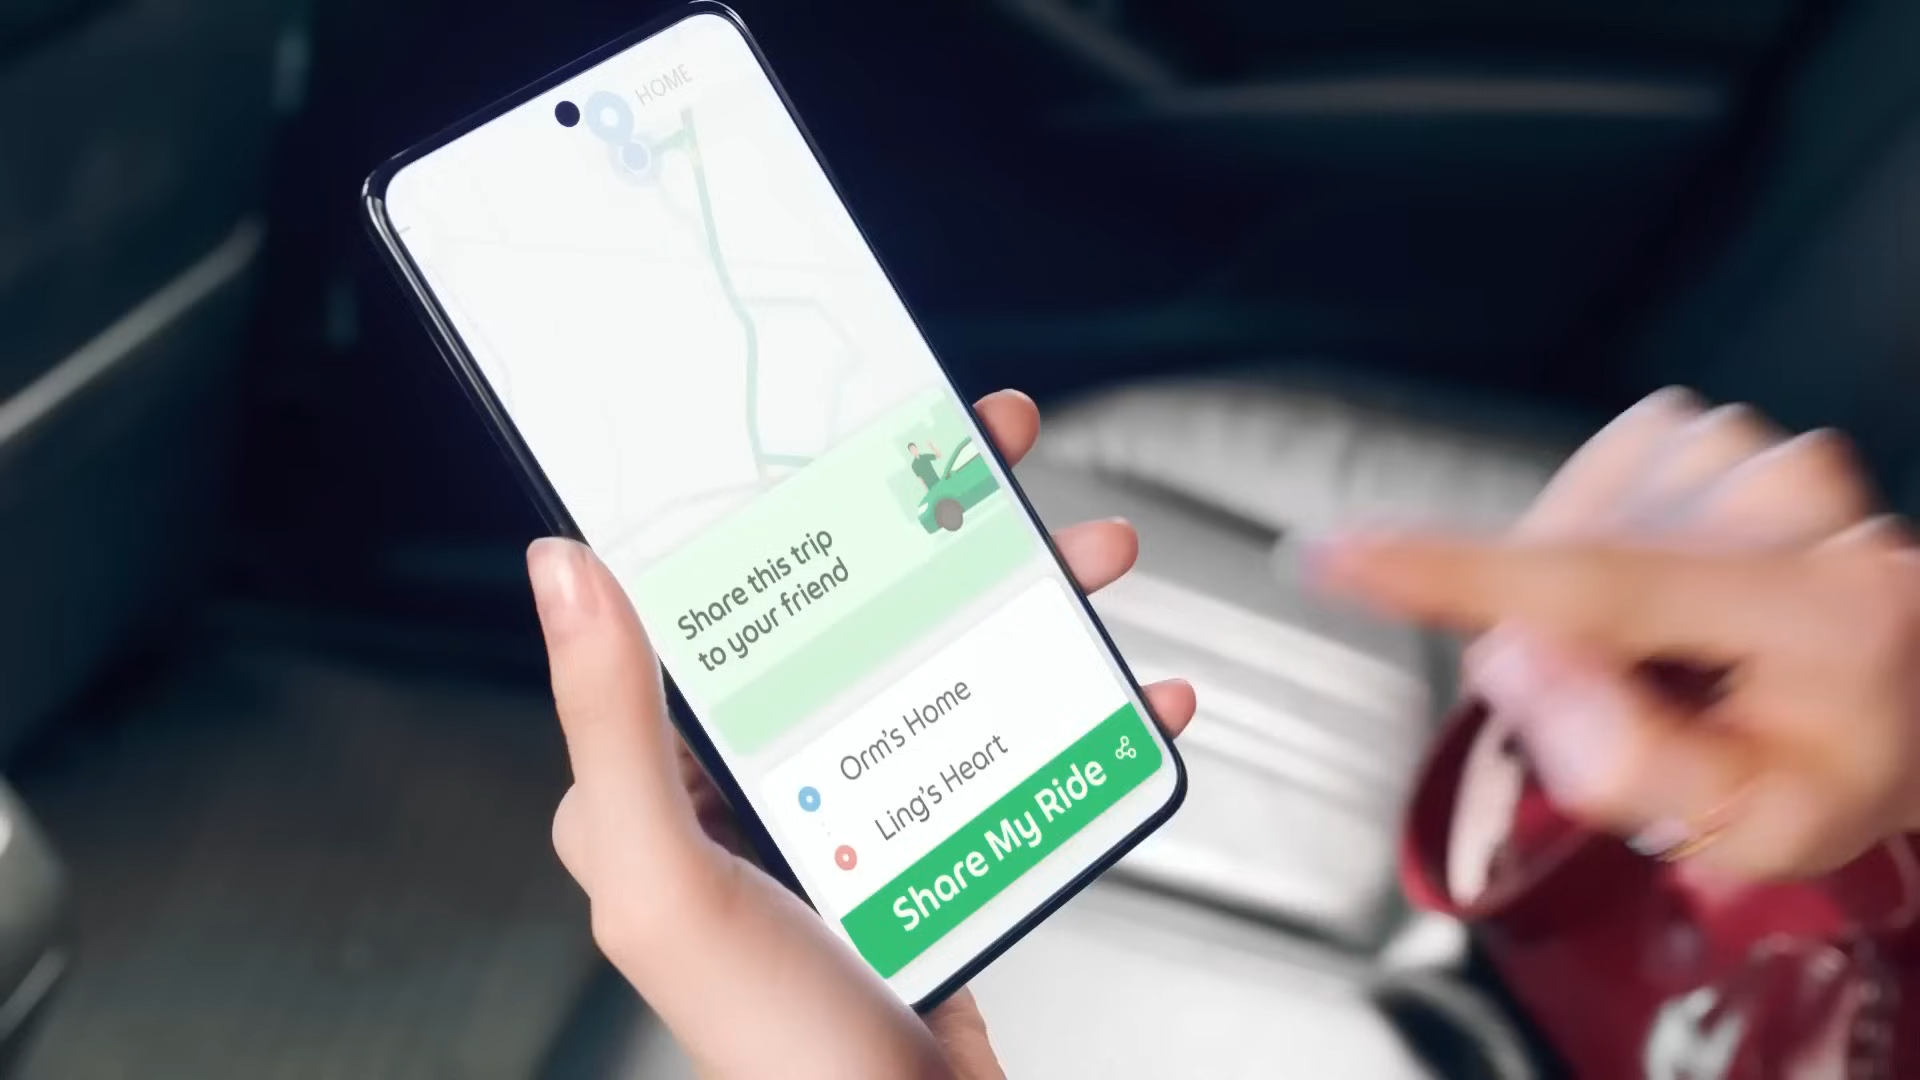 HOME
Share this trip
to your friend
Orm's Home
Ling's Heart
Share My Ride